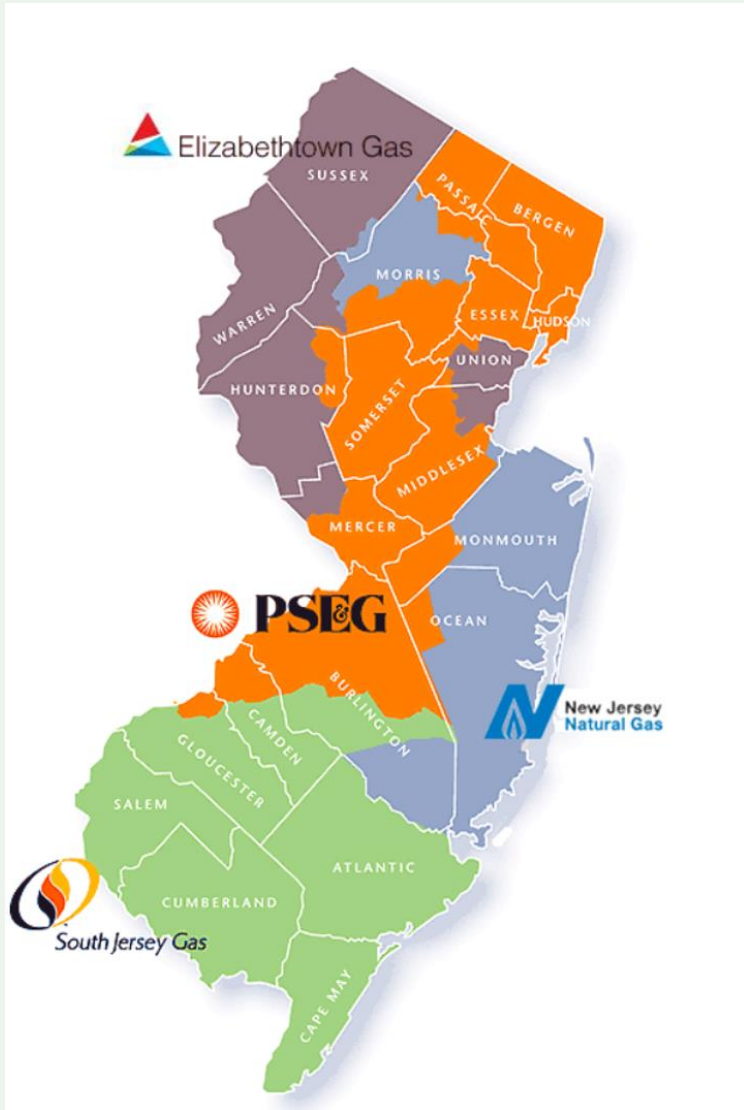 Elizabethtown Gas
SUSSEX
PASSAIC
BERGEN
MORRIS
ESSEX
HUDSON
WARREN
UNION
HUNTERDON
SOMERSET
MIDDLESEX
MERCER
MONMOUTH
PSE&G
OCEAN
BURLINGTON
New Jersey
Natural Gas
CAMDEN
GLOUCESTER
SALEM
ATLANTIC
CUMBERLAND
South Jersey Gas
CAPE MAY